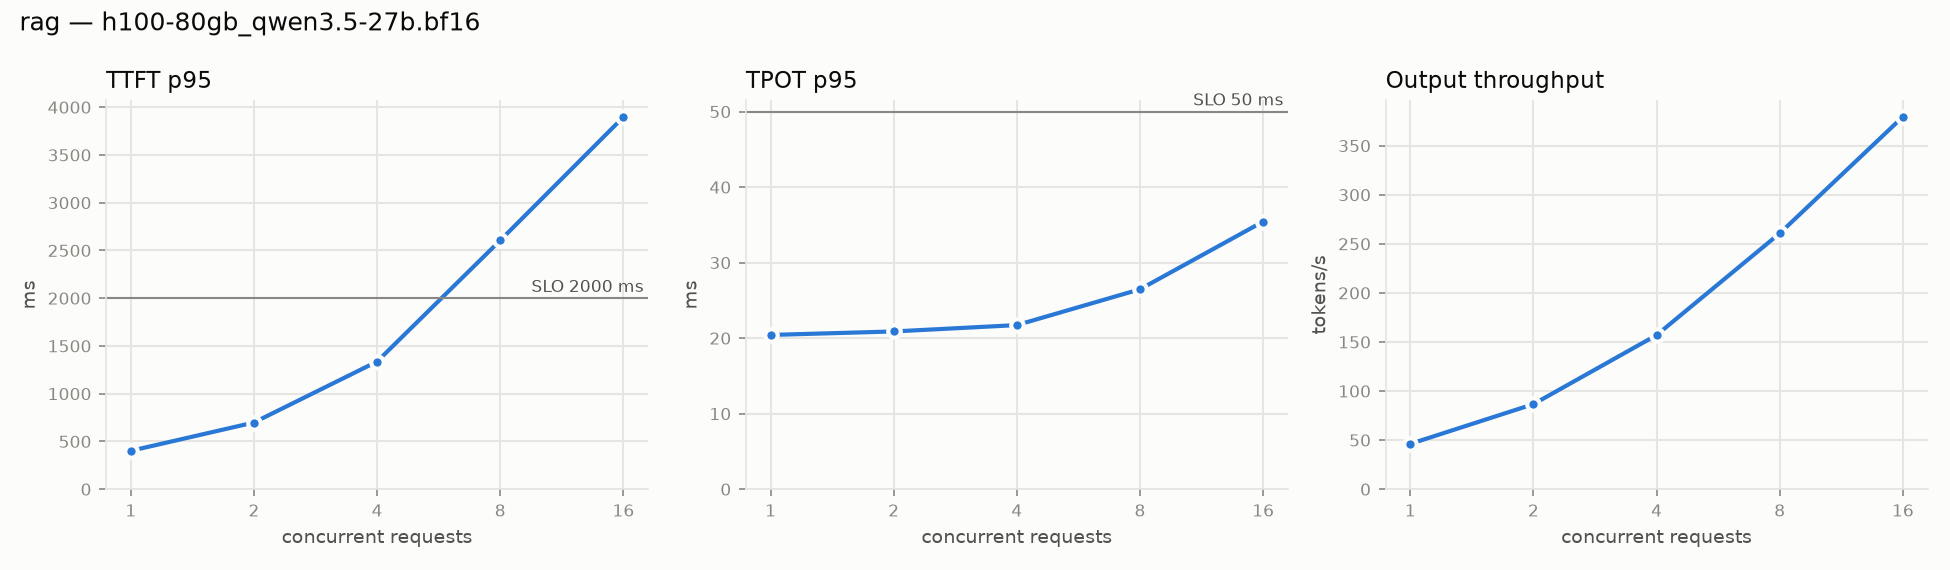 rag — h100-80gb_qwen3.5-27b.bf16
TTFT p95
4000
3500
3000
2500
2000
1500
1000
500
0
ms
SLO 2000 ms
1 2 4 8 16
concurrent requests
TPOT p95
50
40
30
20
10
0
ms
SLO 50 ms
1 2 4 8 16
concurrent requests
Output throughput
350
300
250
200
150
100
50
0
tokens/s
1 2 4 8 16
concurrent requests